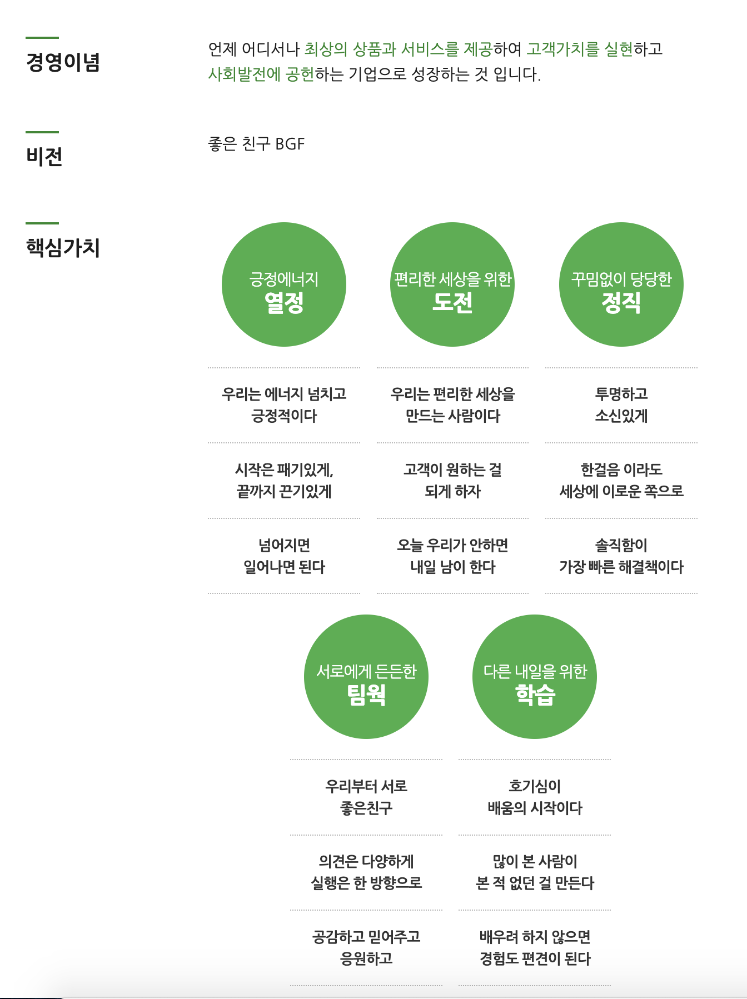 경영이념
언제 어디서나 최상의 상품과 서비스를 제공하여 고객가치를 실현하고
사회발전에 공헌하는 기업으로 성장하는 것 입니다.
비전
좋은 친구 BGF
핵심가치
긍정에너지
열정
우리는 에너지 넘치고
긍정적이다
시작은 패기있게,
끝까지 끈기있게
넘어지면
일어나면 된다
편리한 세상을 위한
도전
우리는 편리한 세상을
만드는 사람이다
고객이 원하는 걸
되게 하자
오늘 우리가 안하면
내일 남이 한다
꾸밈없이 당당한
정직
투명하고
소신있게
한걸음 이라도
세상에 이로운 쪽으로
솔직함이
가장 빠른 해결책이다
서로에게 든든한
팀웍
우리부터 서로
좋은친구
의견은 다양하게
실행은 한 방향으로
공감하고 믿어주고
응원하고
다른 내일을 위한
학습
호기심이
배움의 시작이다
많이 본 사람이
본 적 없던 걸 만든다
배우려 하지 않으면
경험도 편견이 된다